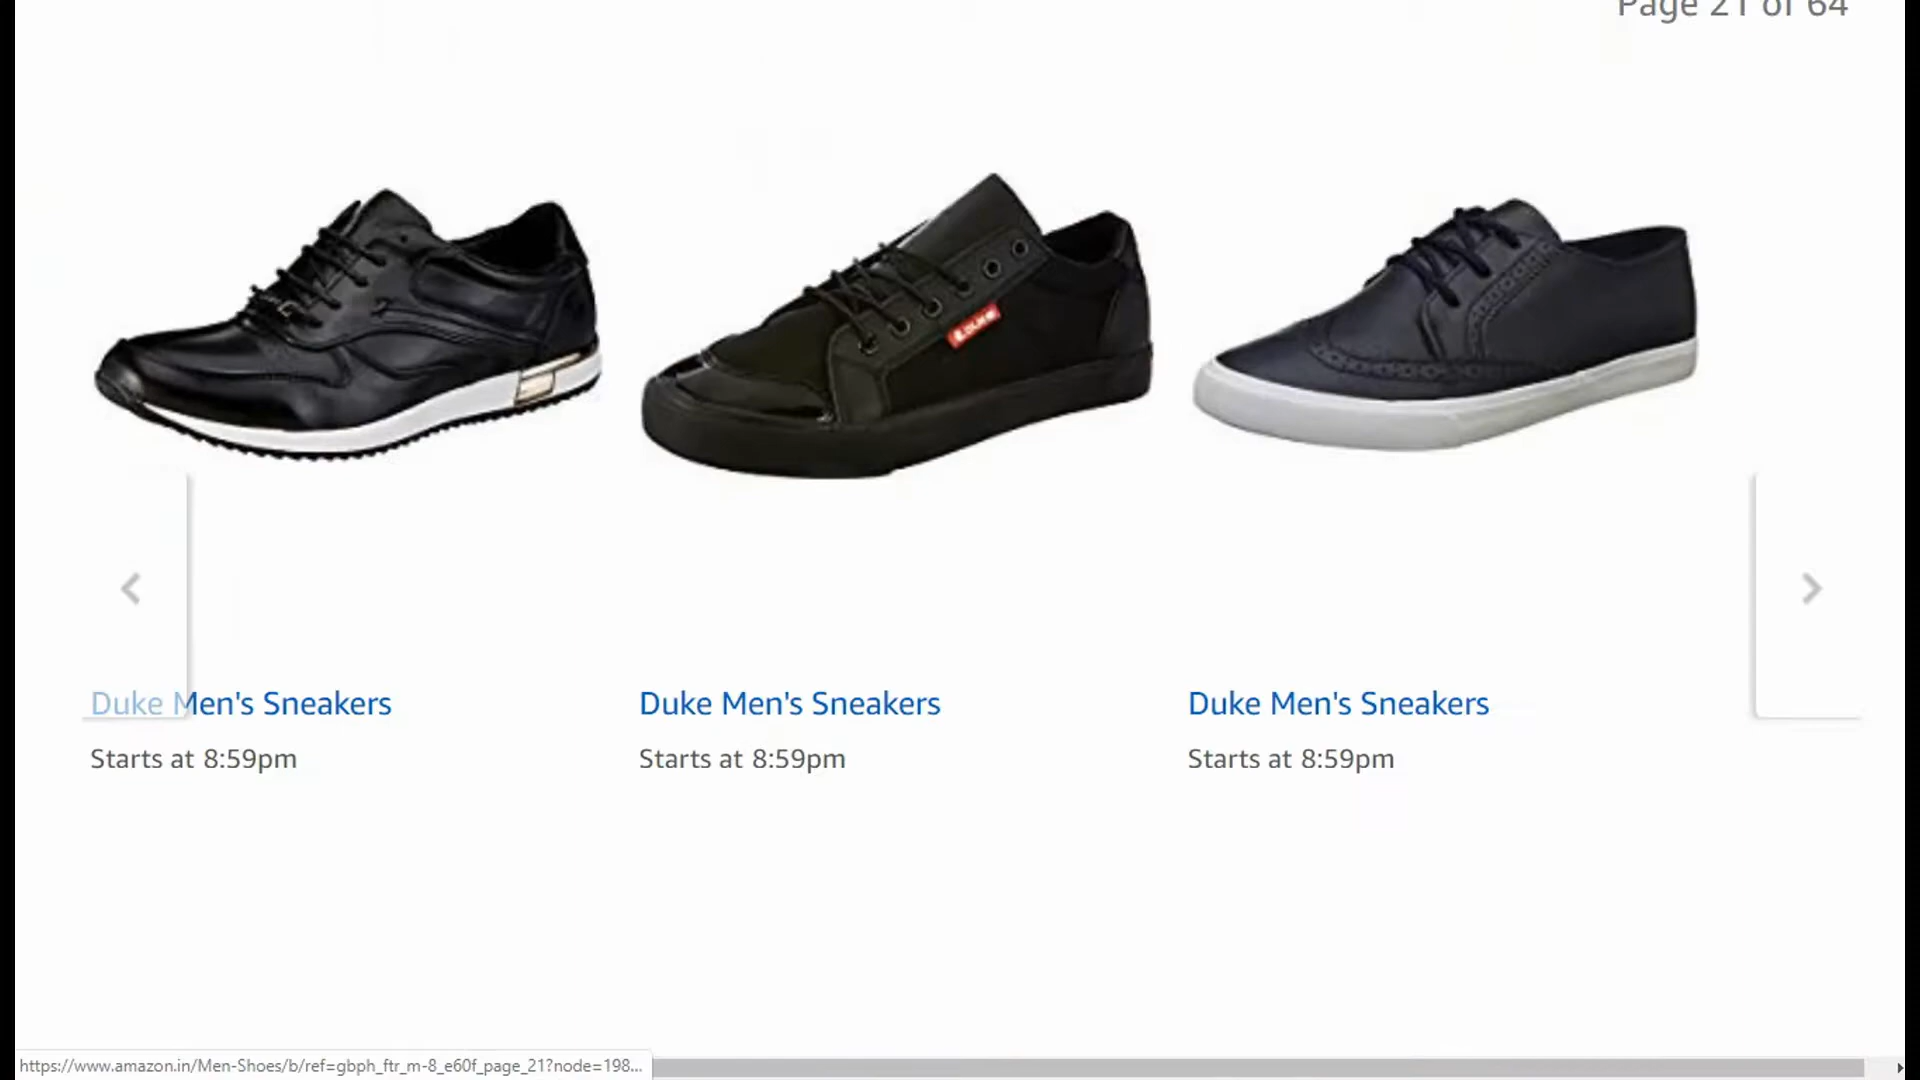 Page 21 of 64
Duke Men's Sneakers
Starts at 8:59pm
Duke Men's Sneakers
Starts at 8:59pm
Duke Men's Sneakers
Starts at 8:59pm
https://www.amazon.in/Men-Shoes/b/ref=gbph_ftr_m-8_e60f_page_21?node=198...